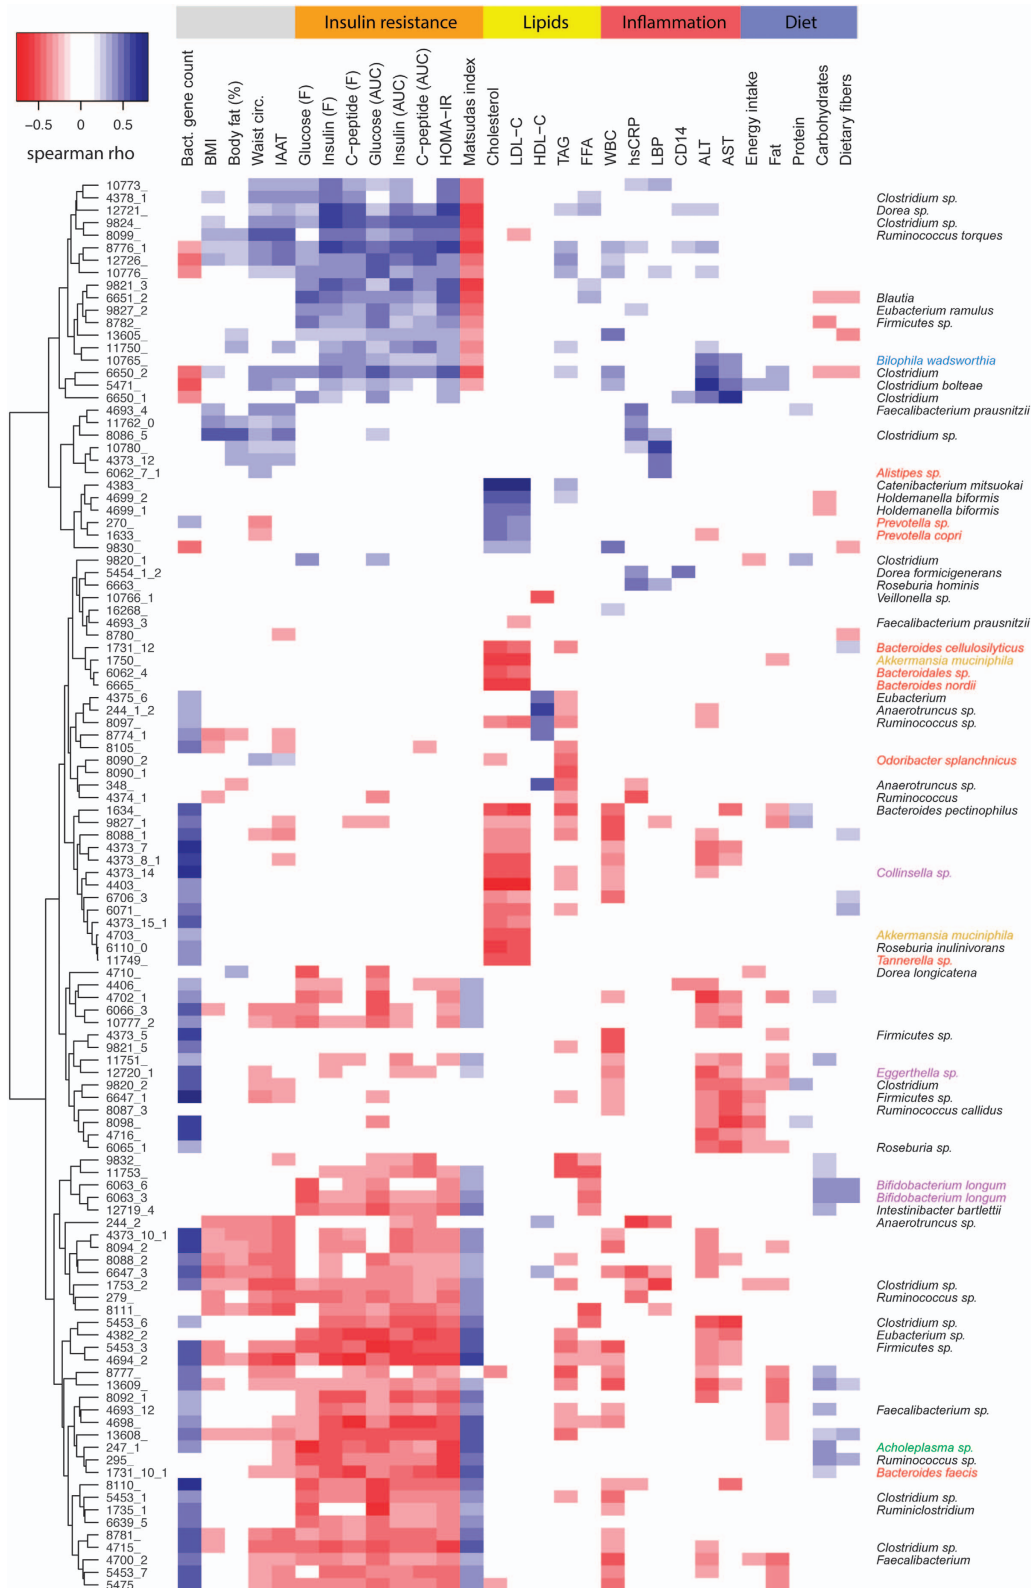 Insulin resistance Lipids Inflammation Diet
−0.5 0 0.5
spearman rho
Bact. gene count
BMI
Body fat (%)
Waist circ.
IAAT
Glucose (F)
Insulin (F)
C−peptide (F)
Glucose (AUC)
Insulin (AUC)
C−peptide (AUC)
HOMA−IR
Matsudas index
Cholesterol
LDL−C
HDL−C
TAG
FFA
WBC
hsCRP
LBP
CD14
ALT
AST
Energy intake
Fat
Protein
Carbohydrates
Dietary fibers
10773_
4378_1 Clostridium sp.
12721_ Dorea sp.
9824_ Clostridium sp.
8099_ Ruminococcus torques
8776_1
12726_
10776_
9821_3
6651_2 Blautia
9827_2 Eubacterium ramulus
8782_ Firmicutes sp.
13605_
11750_
10765_ Bilophila wadsworthia
6650_2 Clostridium
5471_ Clostridium bolteae
6650_1 Clostridium
4693_4 Faecalibacterium prausnitzii
11762_0
8086_5 Clostridium sp.
10780_
4373_12
6062_7_1 Alistipes sp.
4383_ Catenibacterium mitsuokai
4699_2 Holdemanella biformis
4699_1 Holdemanella biformis
270_ Prevotella sp.
1633_ Prevotella copri
9830_
9820_1 Clostridium
5454_1_2 Dorea formicigenerans
6663_ Roseburia hominis
10766_1 Veillonella sp.
16268_
4693_3 Faecalibacterium prausnitzii
8780_
1731_12 Bacteroides cellulosilyticus
1750_ Akkermansia muciniphila
6062_4 Bacteroidales sp.
6665_ Bacteroides nordii
4375_6 Eubacterium
244_1_2 Anaerotruncus sp.
8097_ Ruminococcus sp.
8774_1
8105_
8090_2 Odoribacter splanchnicus
8090_1
348_ Anaerotruncus sp.
4374_1 Ruminococcus
1634_ Bacteroides pectinophilus
9827_1
8088_1
4373_7
4373_8_1
4373_14 Collinsella sp.
4403_
6706_3
6071_
4373_15_1
4703_ Akkermansia muciniphila
6110_0 Roseburia inulinivorans
11749_ Tannerella sp.
4710_ Dorea longicatena
4406_
4702_1
6066_3
10777_2
4373_5 Firmicutes sp.
9821_5
11751_
12720_1 Eggerthella sp.
9820_2 Clostridium
6647_1 Firmicutes sp.
8087_3 Ruminococcus callidus
8098_
4716_
6065_1 Roseburia sp.
9832_
11753_
6063_6 Bifidobacterium longum
6063_3 Bifidobacterium longum
12719_4 Intestinibacter bartlettii
244_2 Anaerotruncus sp.
4373_10_1
8094_2
8088_2
6647_3
1753_2 Clostridium sp.
279_ Ruminococcus sp.
8111_
5453_6 Clostridium sp.
4382_2 Eubacterium sp.
5453_3 Firmicutes sp.
4694_2
8777_
13609_
8092_1
4693_12 Faecalibacterium sp.
4698_
13608_
247_1 Acholeplasma sp.
295_ Ruminococcus sp.
1731_10_1 Bacteroides faecis
8110_
5453_1 Clostridium sp.
1735_1 Ruminiclostridium
6639_5
8781_
4715_ Clostridium sp.
4700_2 Faecalibacterium
5453_7
5475_